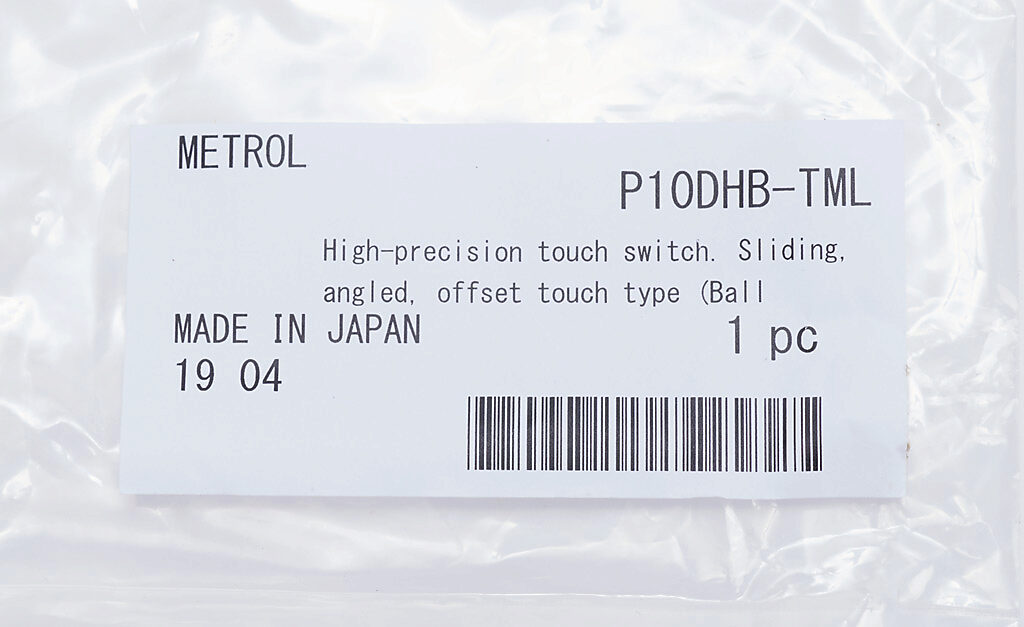 METROL
P10DHB-TML
High-precision touch switch. Sliding,
angled, offset touch type (Ball
MADE IN JAPAN
1 pc
19 04